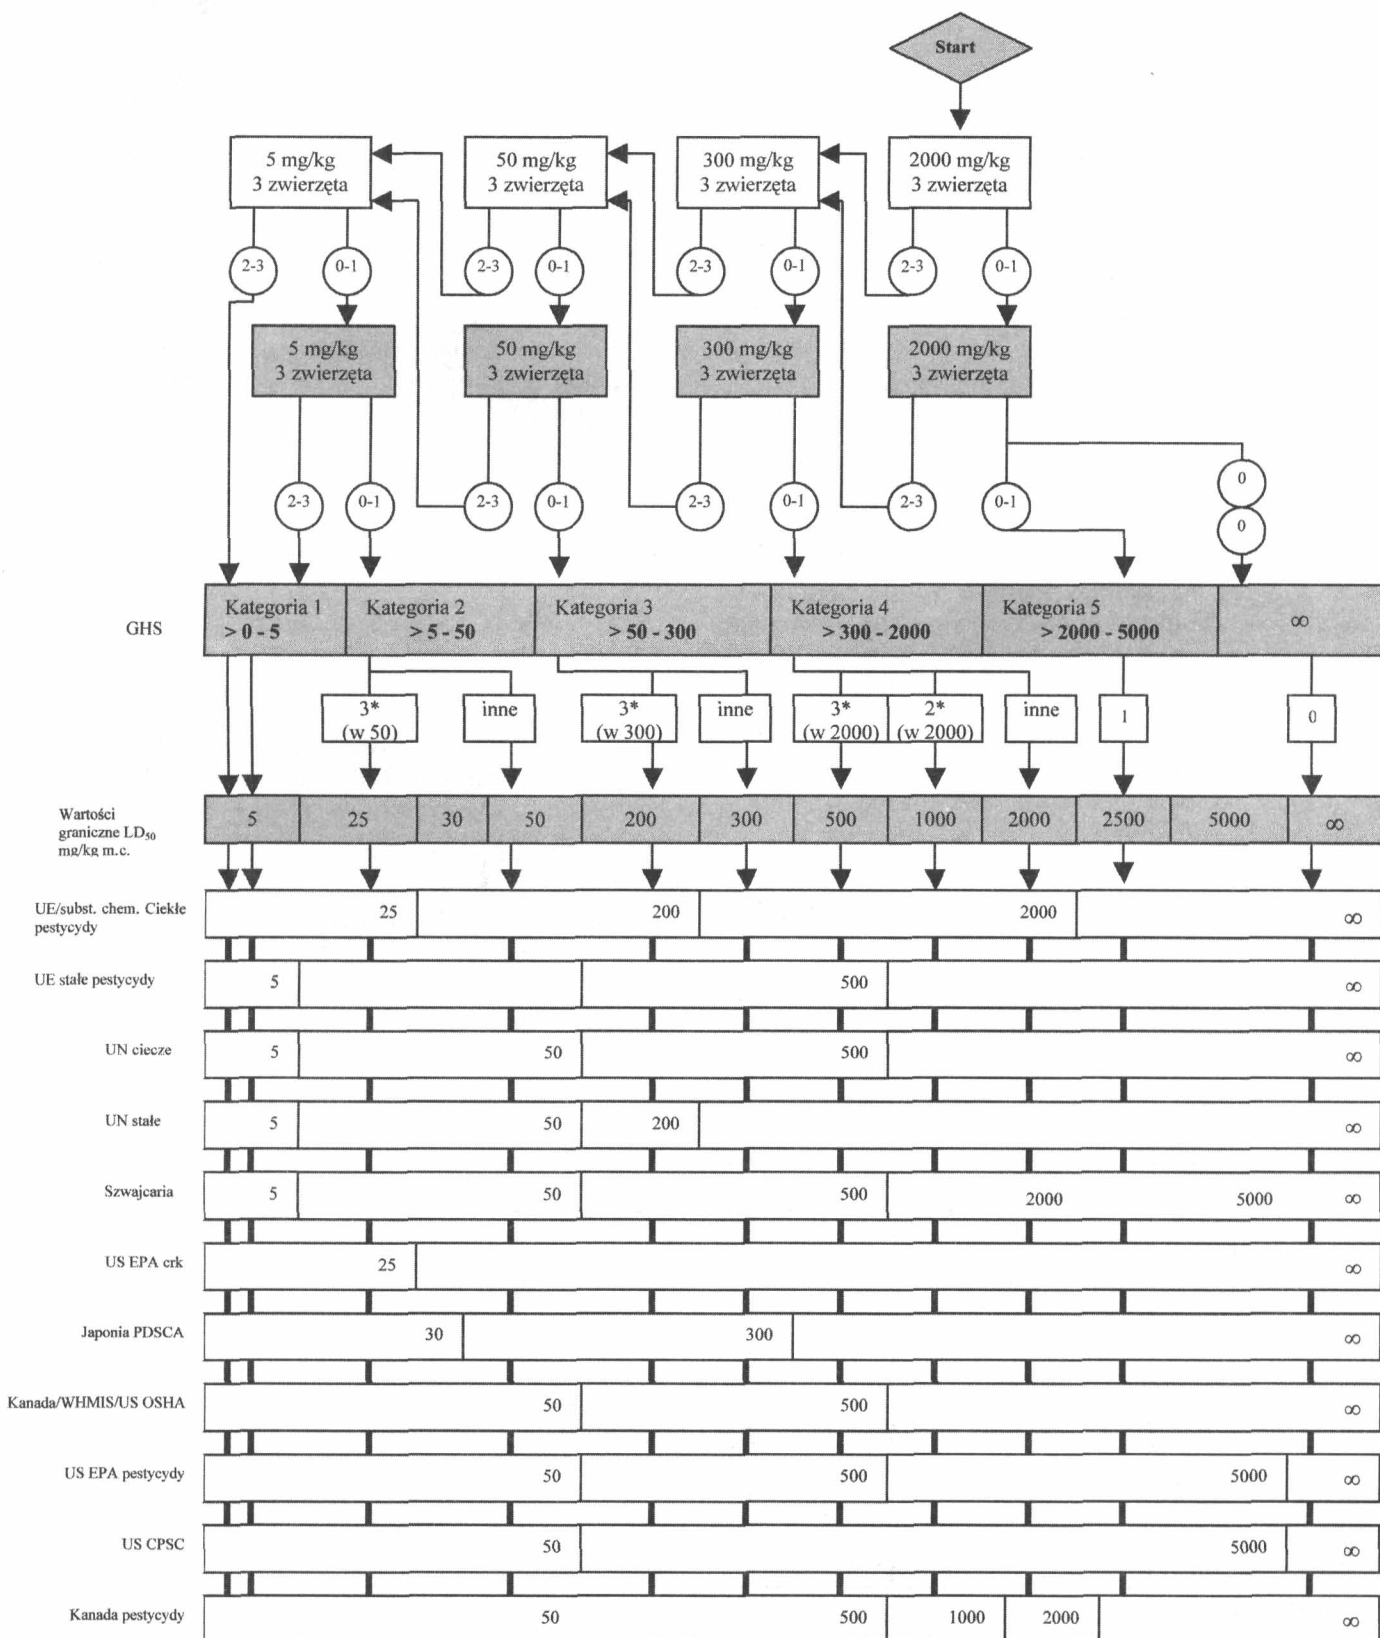 Start
5 mg/kg
3 zwierzęta
50 mg/kg
3 zwierzęta
300 mg/kg
3 zwierzęta
2000 mg/kg
3 zwierzęta
2-3 0-1 2-3 0-1 2-3 0-1 2-3 0-1
5 mg/kg
3 zwierzęta
50 mg/kg
3 zwierzęta
300 mg/kg
3 zwierzęta
2000 mg/kg
3 zwierzęta
0
2-3 0-1 2-3 0-1 2-3 0-1 2-3 0-1
0
GHS
Kategoria 1
> 0 - 5
Kategoria 2
> 5 - 50
Kategoria 3
> 50 - 300
Kategoria 4
> 300 - 2000
Kategoria 5
> 2000 - 5000
∞
3*
(w 50)
inne
3*
(w 300)
inne
3*
(w 2000)
2*
(w 2000)
inne
1
0
Wartości
graniczne LD₅₀
mg/kg m.c.
5 25 30 50 200 300 500 1000 2000 2500 5000 ∞
UE/subst. chem. Ciekłe
pestycydy
25 200 2000 ∞
UE stałe pestycydy 5 500 ∞
UN ciecze 5 50 500 ∞
UN stałe 5 50 200 ∞
Szwajcaria 5 50 500 2000 5000 ∞
US EPA crk 25 ∞
Japonia PDSCA 30 300 ∞
Kanada/WHMIS/US OSHA 50 500 ∞
US EPA pestycydy 50 500 5000 ∞
US CPSC 50 5000 ∞
Kanada pestycydy 50 500 1000 2000 ∞